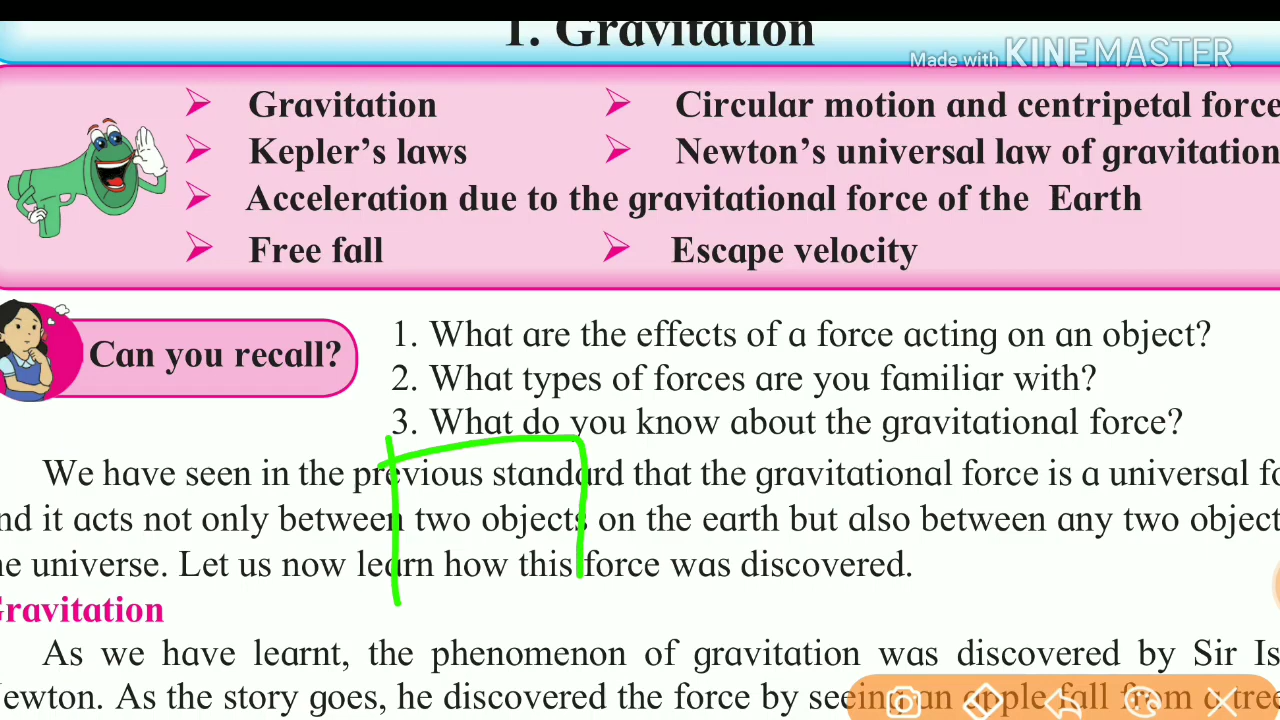 1. Gravitation
Made with KINEMASTER
Gravitation
Circular motion and centripetal force
Kepler's laws
Newton's universal law of gravitation
Acceleration due to the gravitational force of the Earth
Free fall
Escape velocity
Can you recall?
1. What are the effects of a force acting on an object?
2. What types of forces are you familiar with?
3. What do you know about the gravitational force?
We have seen in the previous standard that the gravitational force is a universal fo
nd it acts not only between two objects on the earth but also between any two object
he universe. Let us now learn how this force was discovered.
Gravitation
As we have learnt, the phenomenon of gravitation was discovered by Sir Is
Newton. As the story goes, he discovered the force by seeing an apple fall from a tree